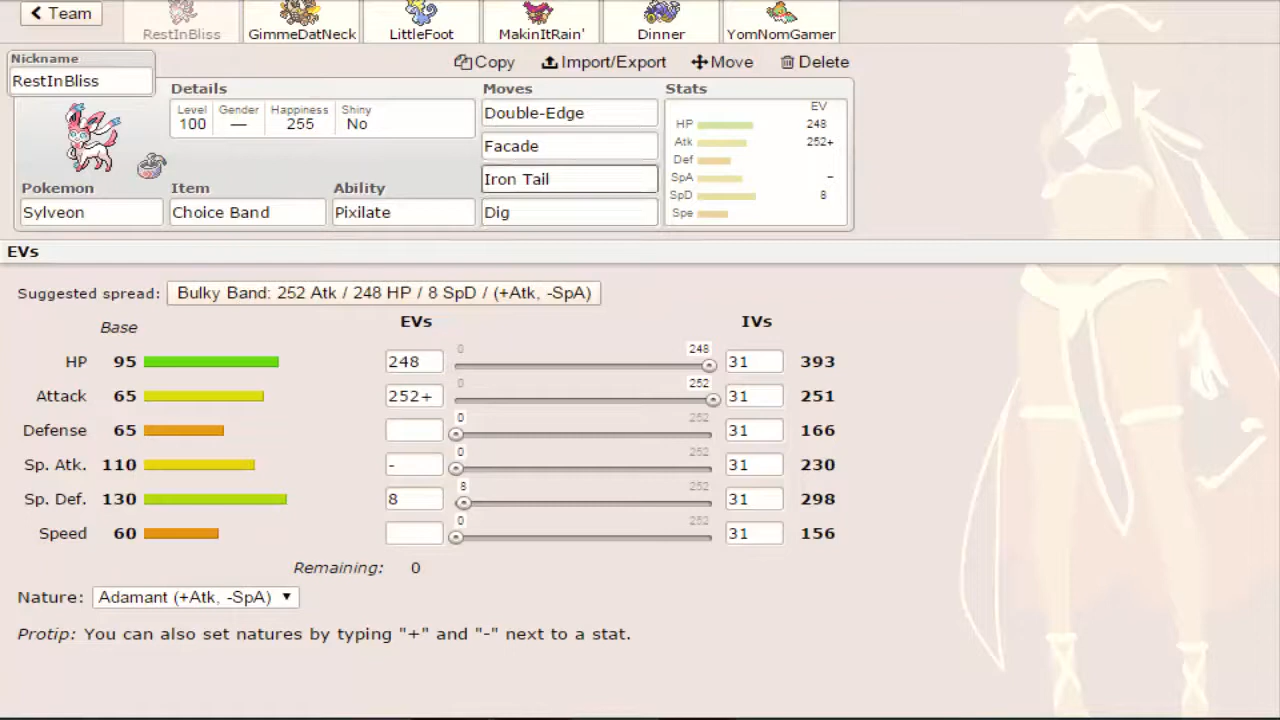 Team
RestInBliss
GimmeDatNeck
LittleFoot
MakinItRain'
Dinner
YomNomGamer
Nickname
RestInBliss
Copy
Import/Export
Move
Delete
Details
Level
100
Gender
—
Happiness
255
Shiny
No
Moves
Double-Edge
Facade
Iron Tail
Dig
Stats
EV
HP 248
Atk 252+
Def
SpA -
SpD 8
Spe
Pokemon
Sylveon
Item
Choice Band
Ability
Pixilate
EVs
Suggested spread: Bulky Band: 252 Atk / 248 HP / 8 SpD / (+Atk, -SpA)
Base EVs IVs
HP 95 248 0 248 31 393
Attack 65 252+ 0 252 31 251
Defense 65 0 252 31 166
Sp. Atk. 110 - 0 252 31 230
Sp. Def. 130 8 8 252 31 298
Speed 60 0 252 31 156
Remaining: 0
Nature: Adamant (+Atk, -SpA)
Protip: You can also set natures by typing "+" and "-" next to a stat.